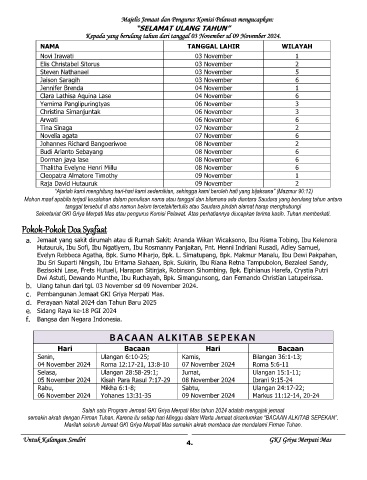 Majelis Jemaat dan Pengurus Komisi Pelawat mengucapkan:
"SELAMAT ULANG TAHUN"
Kepada yang berulang tahun dari tanggal 03 November sd 09 November 2024.
NAMA TANGGAL LAHIR WILAYAH
Novi Irawati 03 November 1
Elis Christabel Sitorus 03 November 2
Steven Nathanael 03 November 5
Jaison Saragih 03 November 6
Jennifer Brenda 04 November 1
Clara Lathisa Aquina Lase 04 November 6
Yemima Panglipuringtyas 06 November 3
Christina Simanjuntak 06 November 3
Arwati 06 November 6
Tina Sinaga 07 November 2
Novella agata 07 November 6
Johannes Richard Bangoeriwoe 08 November 2
Budi Arianto Sebayang 08 November 6
Dorman jaya lase 08 November 6
Thalitha Evelyne Henri Millu 08 November 6
Cleopatra Almatore Timothy 09 November 1
Raja David Hutauruk 09 November 2
"Ajarlah kami menghitung hari-hari kami sedemikian, sehingga kami beroleh hati yang bijaksana" (Mazmur 90:12)
Mohon maaf apabila terjadi kesalahan dalam penulisan nama atau tanggal dan bilamana ada diantara Saudara yang berulang tahun antara
tanggal tersebut di atas namun belum tercetak/tertulis atau Saudara pindah alamat harap menghubungi
Sekretariat GKI Griya Merpati Mas atau pengurus Komisi Pelawat. Atas perhatiannya diucapkan terima kasih. Tuhan memberkati.
Pokok-Pokok Doa Syafaat
a. Jemaat yang sakit dirumah atau di Rumah Sakit: Ananda Wikan Wicaksono, Ibu Risma Tobing, Ibu Kelenora
Hutauruk, Ibu Sofi, Ibu Ngatiyem, Ibu Rosmanny Panjaitan, Pnt. Henni Indriani Rusadi, Adley Samuel,
Evelyn Rebbeca Agatha, Bpk. Sumo Miharjo, Bpk. L. Simatupang, Bpk. Makmur Manalu, Ibu Dewi Pakpahan,
Ibu Sri Suparti Ningsih, Ibu Eritama Siahaan, Bpk. Sukirin, Ibu Riana Retna Tampubolon, Bezaleel Sandy,
Bezisokhi Lase, Frets Hutuell, Harapan Sitinjak, Robinson Sihombing, Bpk. Elphianus Harefa, Crystia Putri
Dwi Astuti, Dewando Murdhe, Ibu Ruchayah, Bpk. Simangunsong, dan Fernando Christian Latupeirissa.
b. Ulang tahun dari tgl. 03 November sd 09 November 2024.
c. Pembangunan Jemaat GKI Griya Merpati Mas.
d. Perayaan Natal 2024 dan Tahun Baru 2025
e. Sidang Raya ke-18 PGI 2024
f. Bangsa dan Negara Indonesia.
BACAAN ALKITAB SEPEKAN
Hari Bacaan Hari Bacaan
Senin, Ulangan 6:10-25; Kamis, Bilangan 36:1-13;
04 November 2024 Roma 12:17-21, 13:8-10 07 November 2024 Roma 5:6-11
Selasa, Ulangan 28:58-29:1; Jumat, Ulangan 15:1-11;
05 November 2024 Kisah Para Rasul 7:17-29 08 November 2024 Ibrani 9:15-24
Rabu, Mikha 6:1-8; Sabtu, Ulangan 24:17-22;
06 November 2024 Yohanes 13:31-35 09 November 2024 Markus 11:12-14, 20-24
Salah satu Program Jemaat GKI Griya Merpati Mas tahun 2024 adalah mengajak jemaat
semakin akrab dengan Firman Tuhan. Karena itu setiap hari Minggu dalam Warta Jemaat dicantumkan "BACAAN ALKITAB SEPEKAN".
Marilah seluruh Jemaat GKI Griya Merpati Mas semakin akrab membaca dan mendalami Firman Tuhan.
Untuk Kalangan Sendiri 4. GKI Griya Merpati Mas